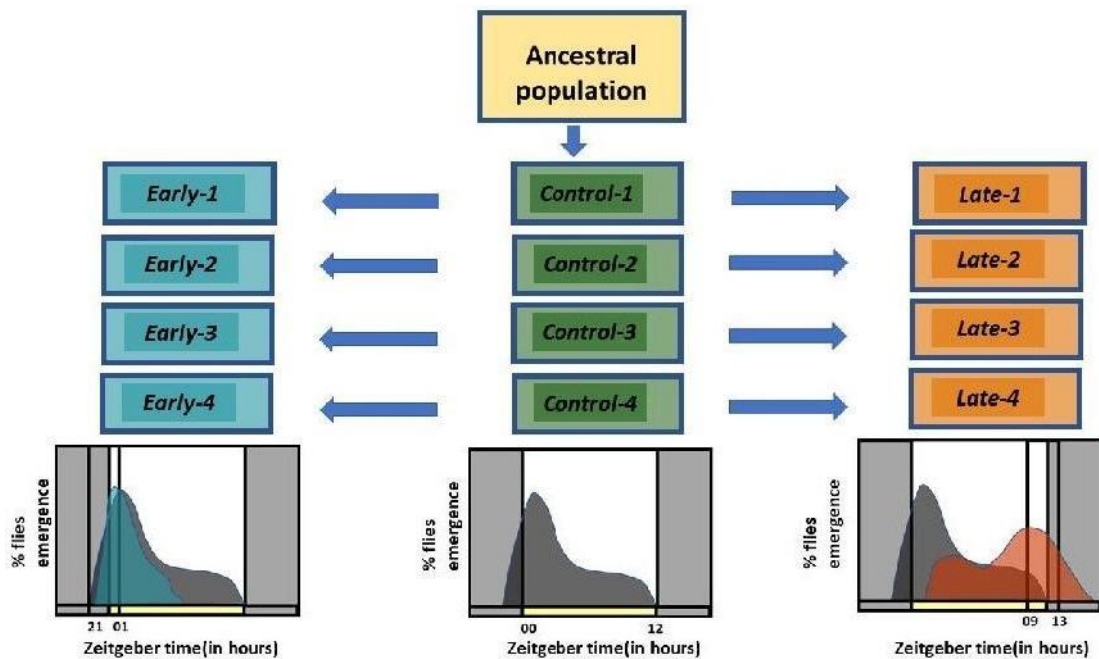 Ancestral
population
Early-1
Control-1
Late-1
Early-2
Control-2
Late-2
Early-3
Control-3
Late-3
Early-4
Control-4
Late-4
% flies
emergence
21 01
Zeitgeber time(in hours)
% flies
emergence
00 12
Zeitgeber time(in hours)
% flies
emergence
09 13
Zeitgeber time(in hours)